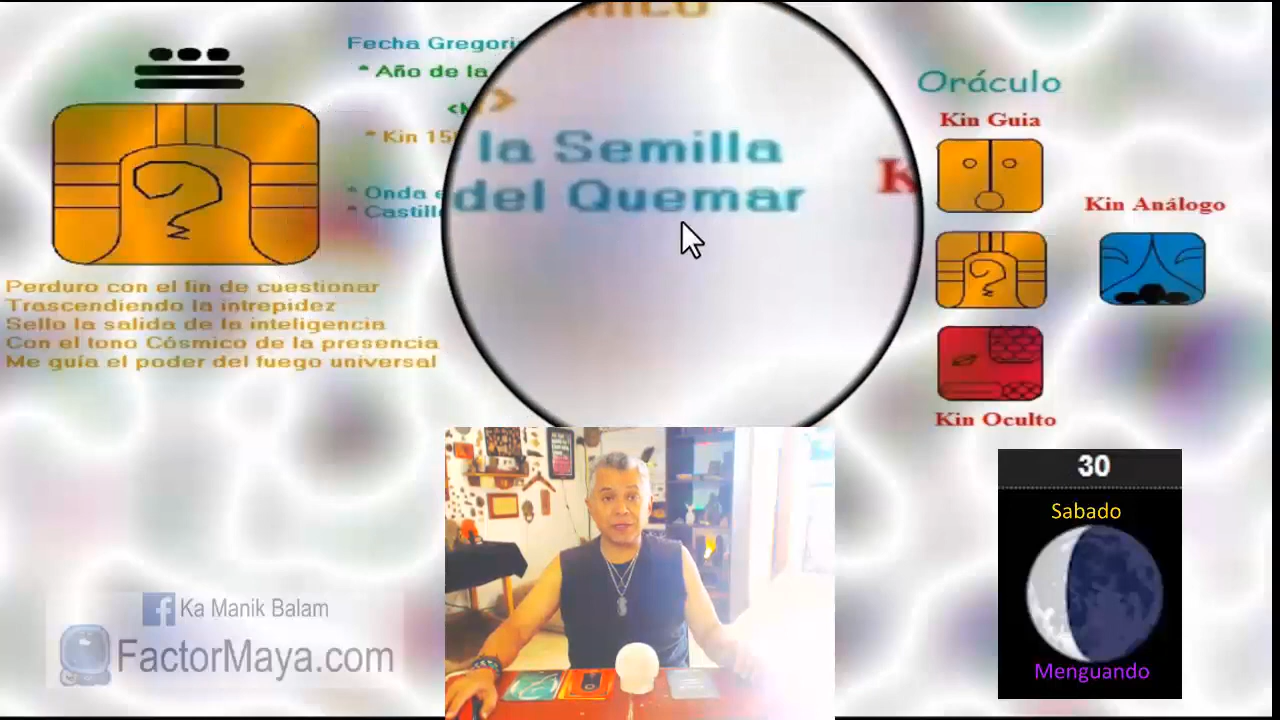 Fecha Gregori
* Año de la
* Kin 15
* Onda e
* Castill
la Semilla
del Quemar
K
Perduro con el fin de cuestionar
Trascendiendo la intrepidez
Sello la salida de la inteligencia
Con el tono Cósmico de la presencia
Me guía el poder del fuego universal
Oráculo
Kin Guia
Kin Análogo
Kin Oculto
30
Sabado
Menguando
Ka Manik Balam
FactorMaya.com